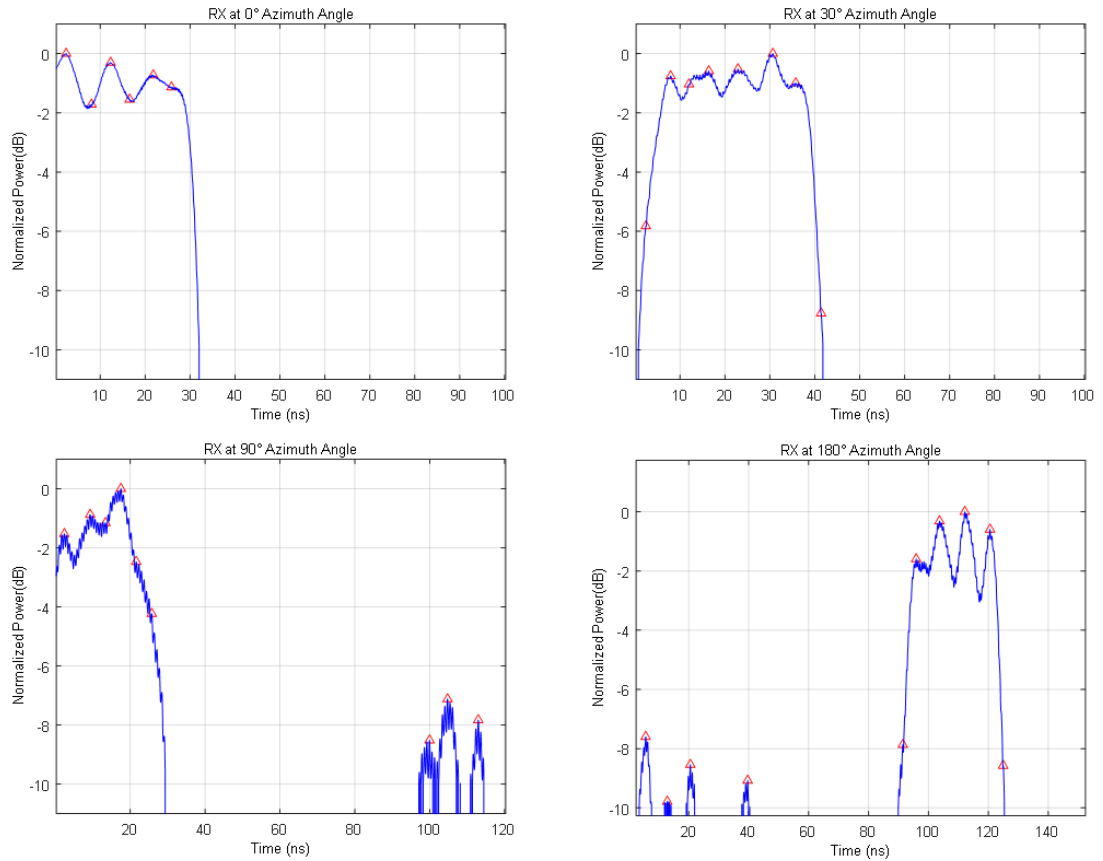 RX at 0° Azimuth Angle
0
-2
-4
-6
-8
-10
Normalized Power(dB)
10 20 30 40 50 60 70 80 90 100
Time (ns)
RX at 30° Azimuth Angle
0
-2
-4
-6
-8
-10
Normalized Power(dB)
10 20 30 40 50 60 70 80 90 100
Time (ns)
RX at 90° Azimuth Angle
0
-2
-4
-6
-8
-10
Normalized Power(dB)
20 40 60 80 100 120
Time (ns)
RX at 180° Azimuth Angle
0
-2
-4
-6
-8
-10
Normalized Power(dB)
20 40 60 80 100 120 140
Time (ns)